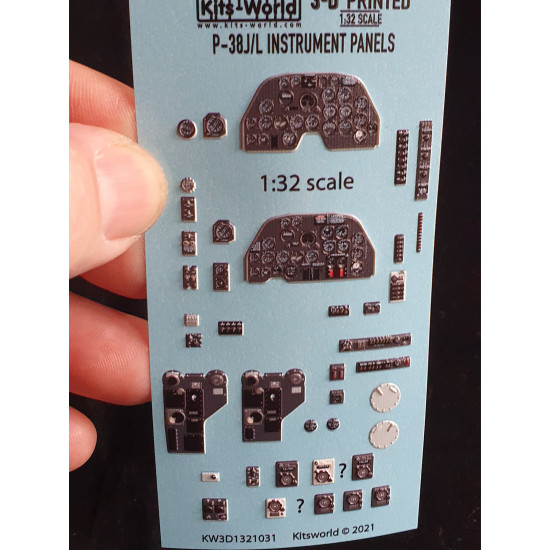 Kits-World
3-D PRINTED
www.kits-world.com
1:32 SCALE
P-38J/L INSTRUMENT PANELS
1:32 scale
?
?
KW3D1321031
Kitsworld © 2021